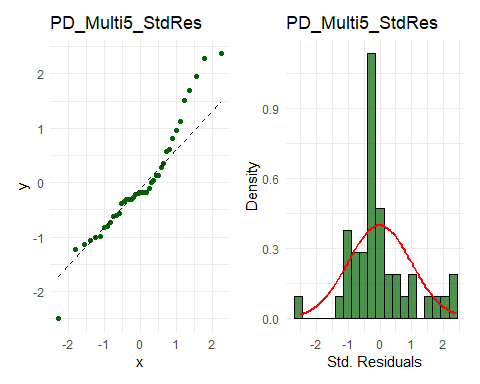 PD_Multi5_StdRes
y
2
1
0
-1
-2
-2 -1 0 1 2
x
PD_Multi5_StdRes
Density
0.9
0.6
0.3
0.0
-2 -1 0 1 2
Std. Residuals